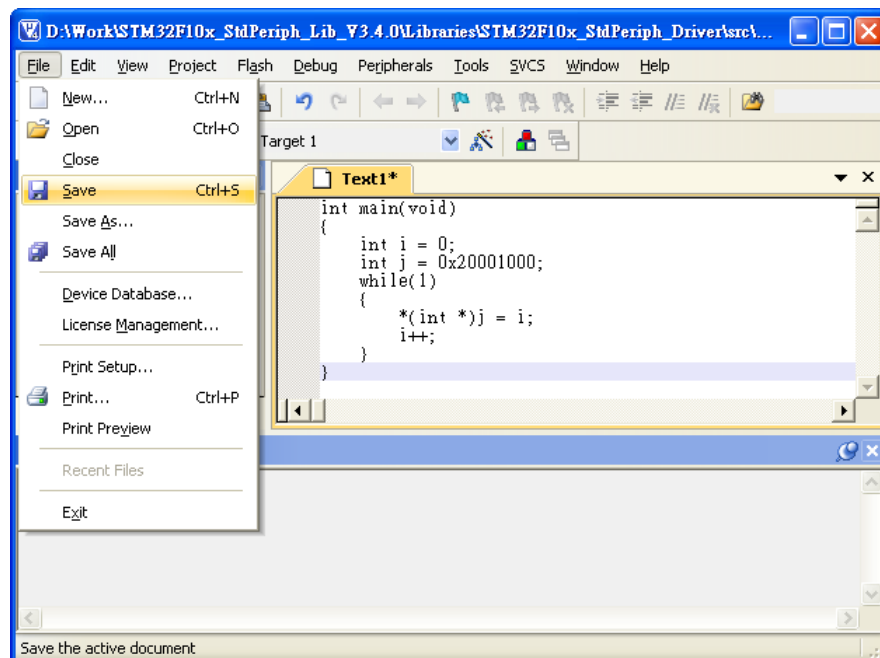 D:\Work\STM32F10x_StdPeriph_Lib_V3.4.0\Libraries\STM32F10x_StdPeriph_Driver\src\...
File Edit View Project Flash Debug Peripherals Tools SVCS Window Help
New... Ctrl+N
Open Ctrl+O
Close
Save Ctrl+S
Save As...
Save All
Device Database...
License Management...
Print Setup...
Print... Ctrl+P
Print Preview
Recent Files
Exit
Target 1
Text1*
int main(void)
{
int i = 0;
int j = 0x20001000;
while(1)
{
*(int *)j = i;
i++;
}
}
Save the active document